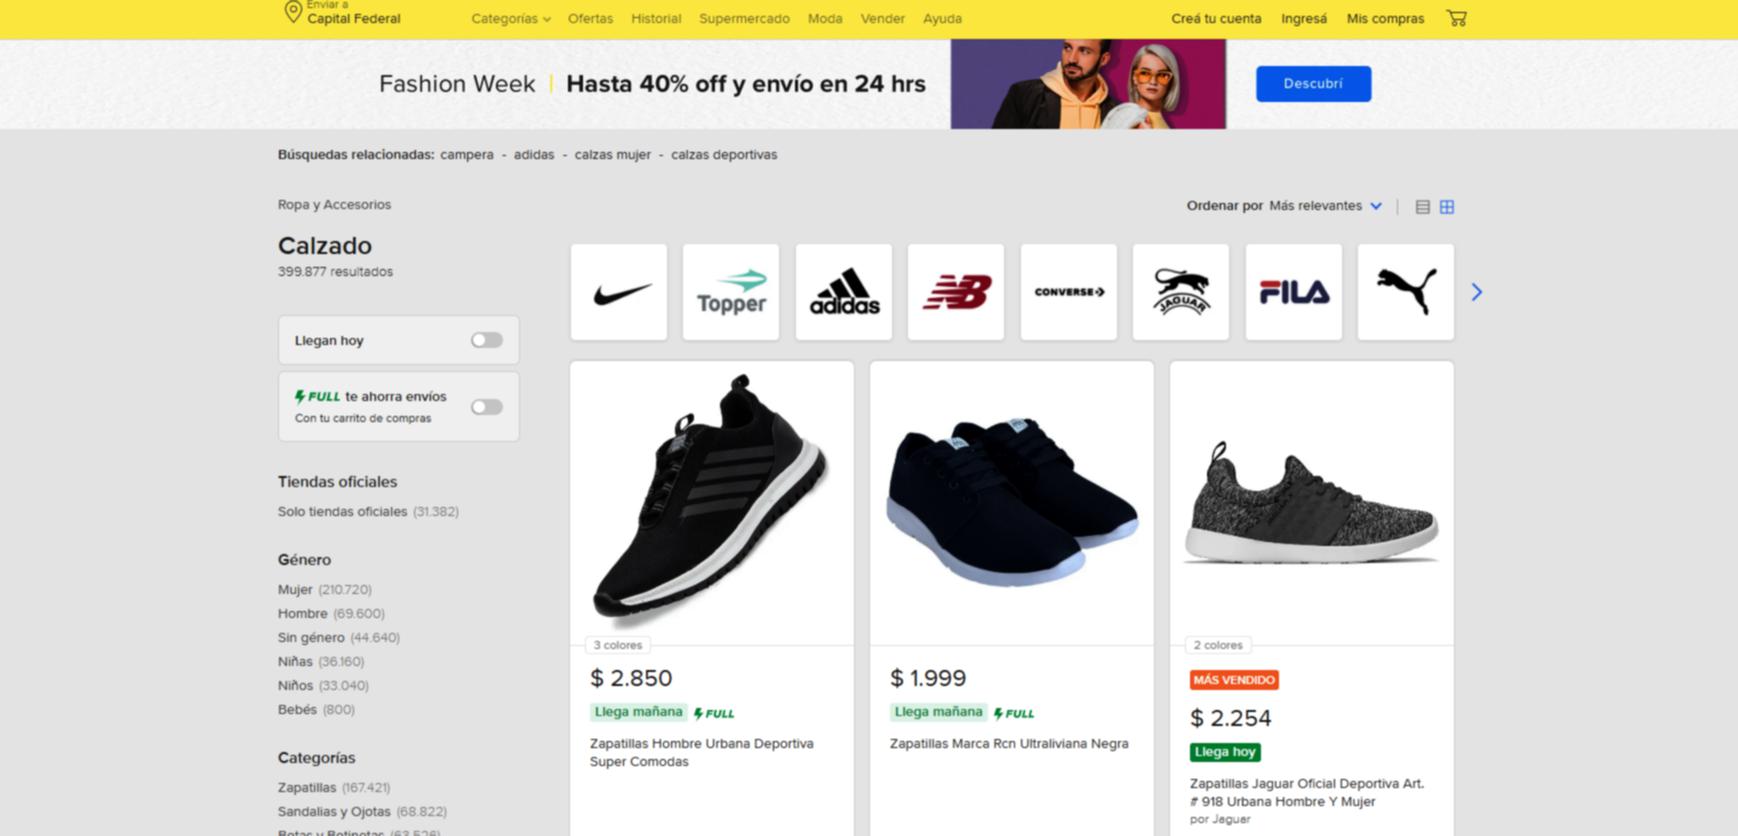 Enviar a
Capital Federal
Categorías Ofertas Historial Supermercado Moda Vender Ayuda
Creá tu cuenta Ingresá Mis compras
Fashion Week | Hasta 40% off y envío en 24 hrs
Descubrí
Búsquedas relacionadas: campera - adidas - calzas mujer - calzas deportivas
Ropa y Accesorios
Ordenar por Más relevantes
Calzado
399.877 resultados
Topper
adidas
NB
CONVERSE
JAGUAR
FILA
Llegan hoy
FULL te ahorra envíos
Con tu carrito de compras
Tiendas oficiales
Solo tiendas oficiales (31.382)
Género
Mujer (210.720)
Hombre (69.600)
Sin género (44.640)
Niñas (36.160)
Niños (33.040)
Bebés (800)
Categorías
Zapatillas (167.421)
Sandalias y Ojotas (68.822)
Botas y Botinetas (63.526)
3 colores
$ 2.850
Llega mañana FULL
Zapatillas Hombre Urbana Deportiva
Super Comodas
$ 1.999
Llega mañana FULL
Zapatillas Marca Rcn Ultraliviana Negra
2 colores
MÁS VENDIDO
$ 2.254
Llega hoy
Zapatillas Jaguar Oficial Deportiva Art.
# 918 Urbana Hombre Y Mujer
por Jaguar